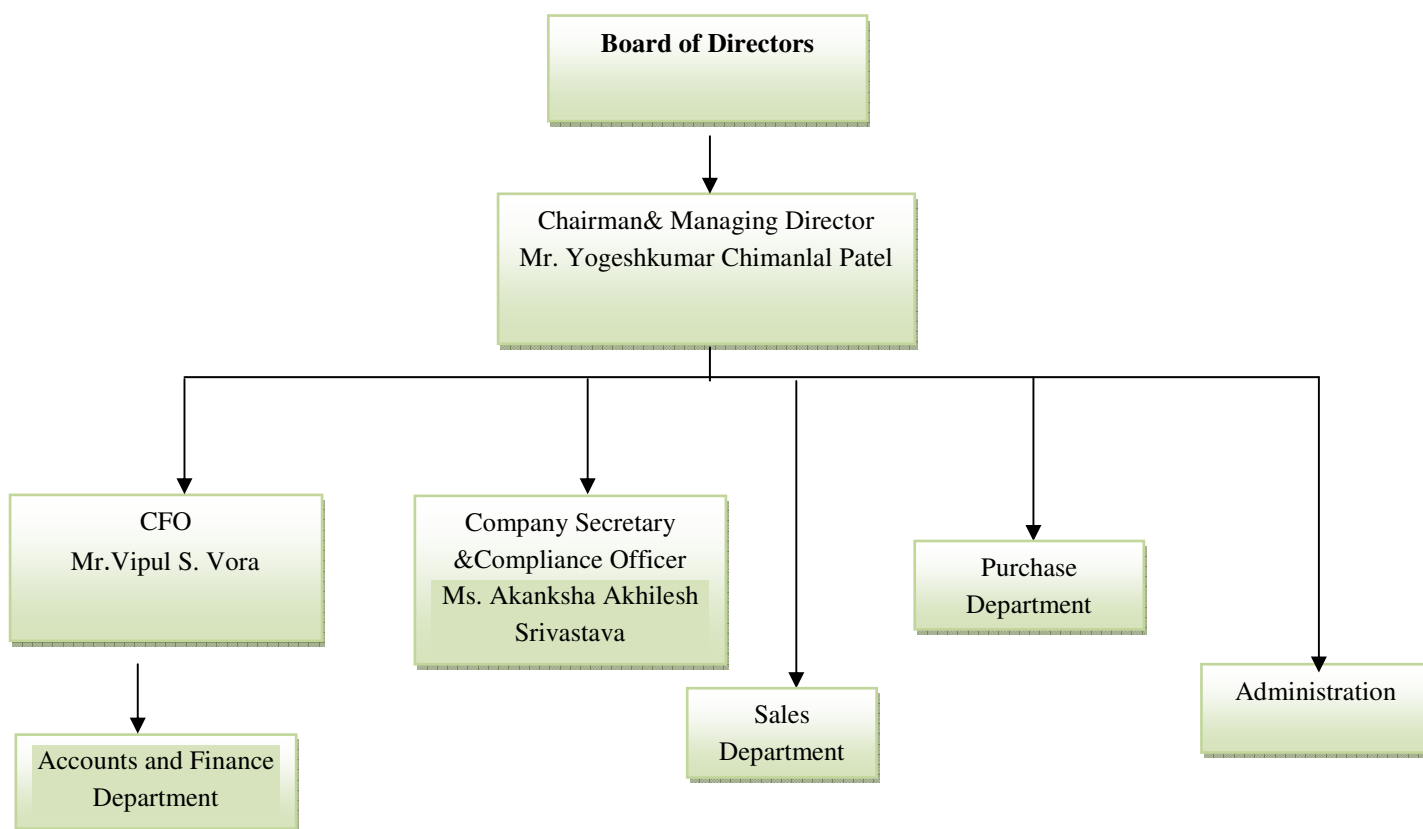 Board of Directors
Chairman& Managing Director
Mr. Yogeshkumar Chimanlal Patel
CFO
Mr.Vipul S. Vora
Company Secretary
&Compliance Officer
Ms. Akanksha Akhilesh
Srivastava
Purchase
Department
Administration
Sales
Department
Accounts and Finance
Department